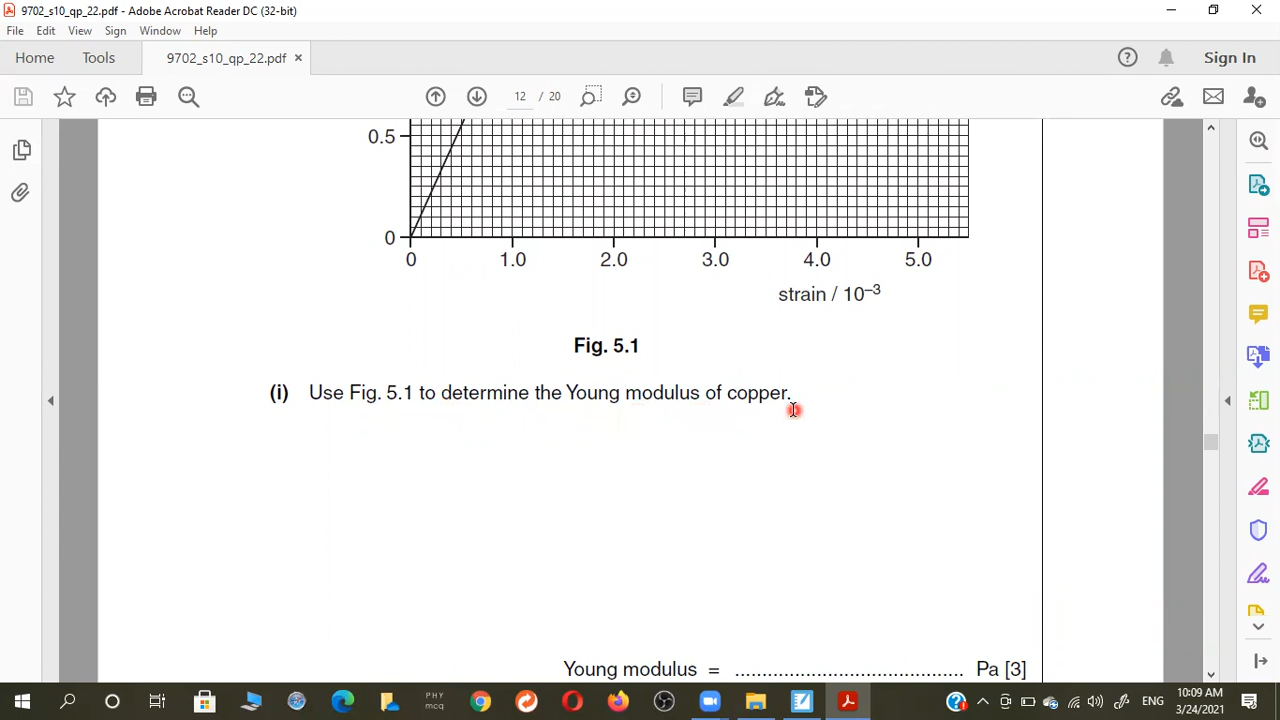 9702_s10_qp_22.pdf - Adobe Acrobat Reader DC (32-bit)
File Edit View Sign Window Help
Home Tools 9702_s10_qp_22.pdf × Sign In
12 / 20
0.5
0
0 1.0 2.0 3.0 4.0 5.0
strain / 10⁻³
Fig. 5.1
(i) Use Fig. 5.1 to determine the Young modulus of copper.
Young modulus = .......................................... Pa [3]
PHY
mcq
ENG
10:09 AM
3/24/2021